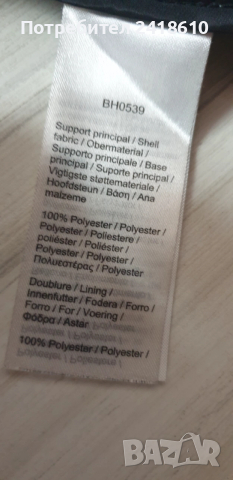 Потребител 2418610
BH0539
Support principal / Shell
fabric / Obermaterial /
Supporto principale / Base
principal / Suporte principal /
Vigtigste støttemateriale /
Hoofdsteun / Βάση / Ana
malzeme
100% Polyester / Polyester /
Polyester / Poliestere /
poliéster / Poliéster /
Polyester / Polyester /
Πολυεστέρας / Polyester
Doublure / Lining /
Innenfutter / Fodera / Forro /
Forro / For / Voering /
Φόδρα / Astar
100% Polyester / Polyester /
BAZAR